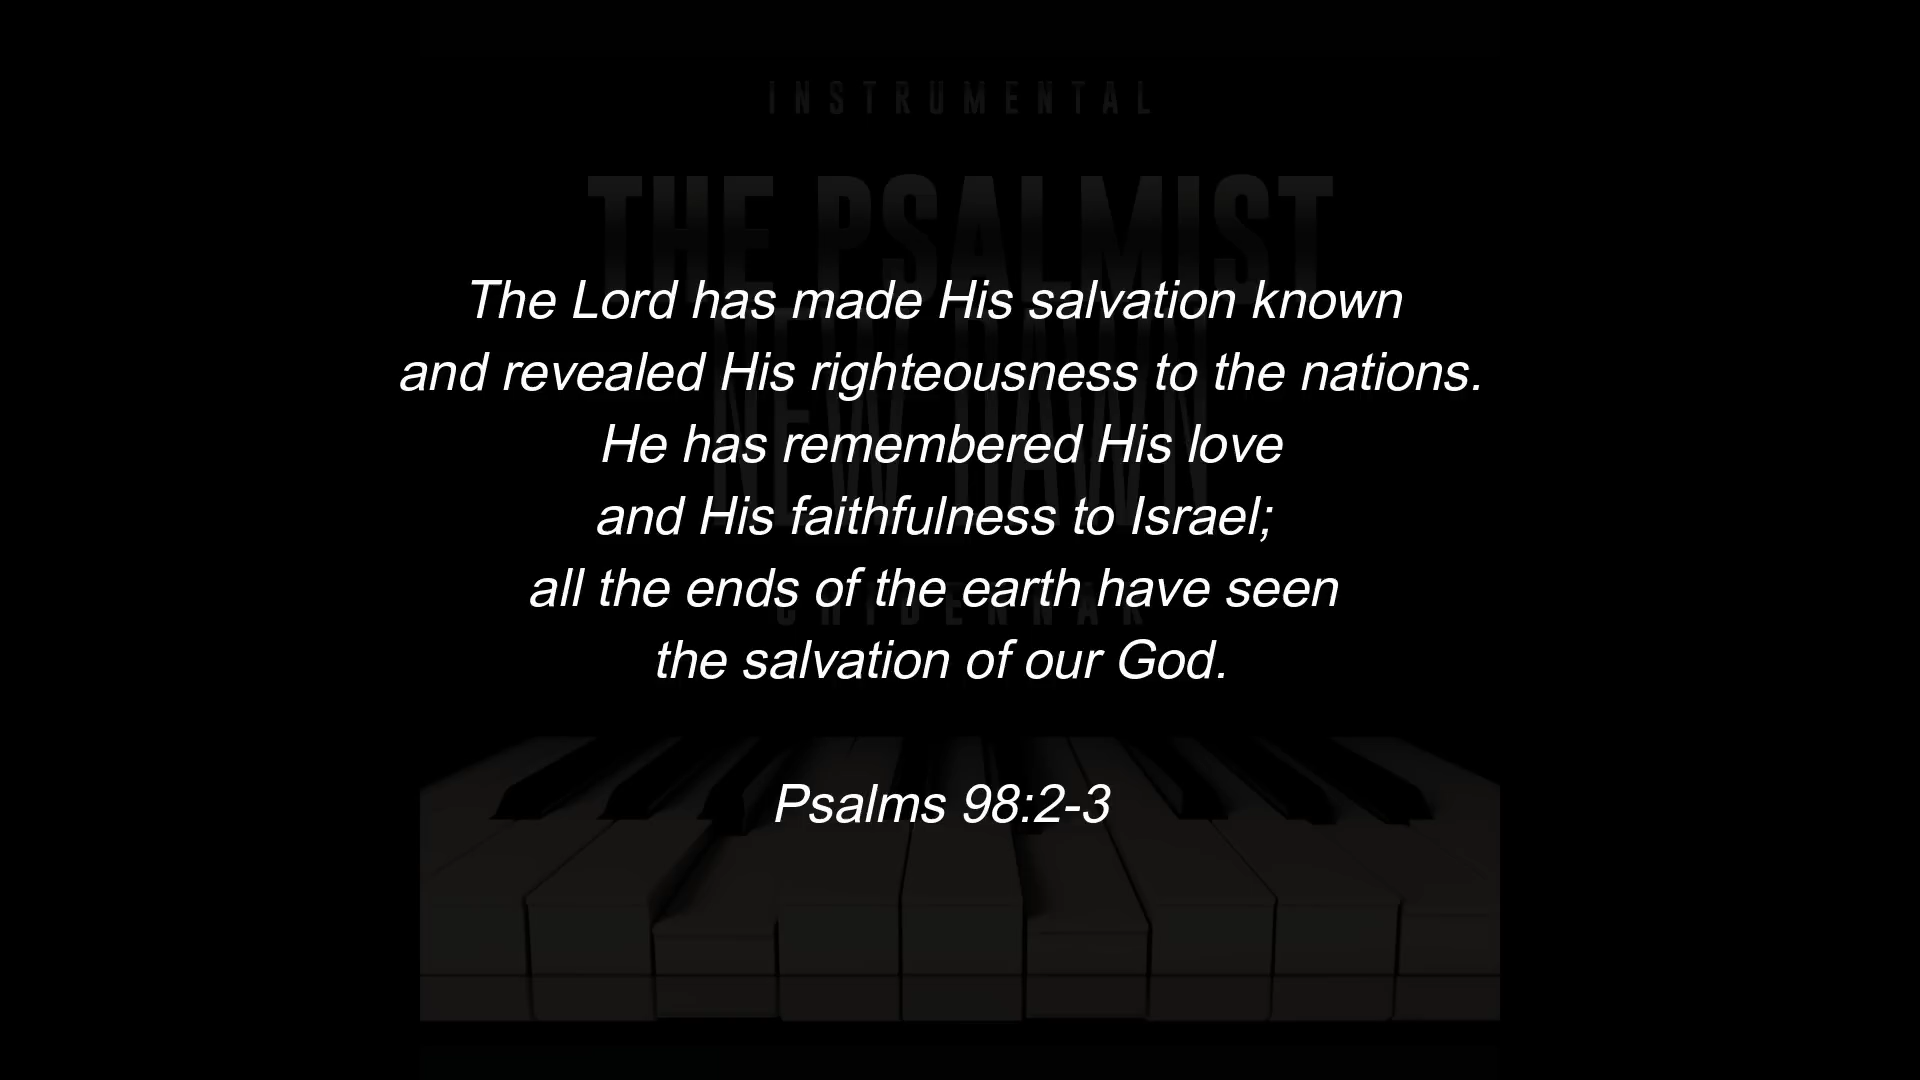 INSTRUMENTAL
THE PSALMIST
The Lord has made His salvation known
and revealed His righteousness to the nations.
NEW DAWN
He has remembered His love
and His faithfulness to Israel;
all the ends of the earth have seen
the salvation of our God.
Psalms 98:2-3